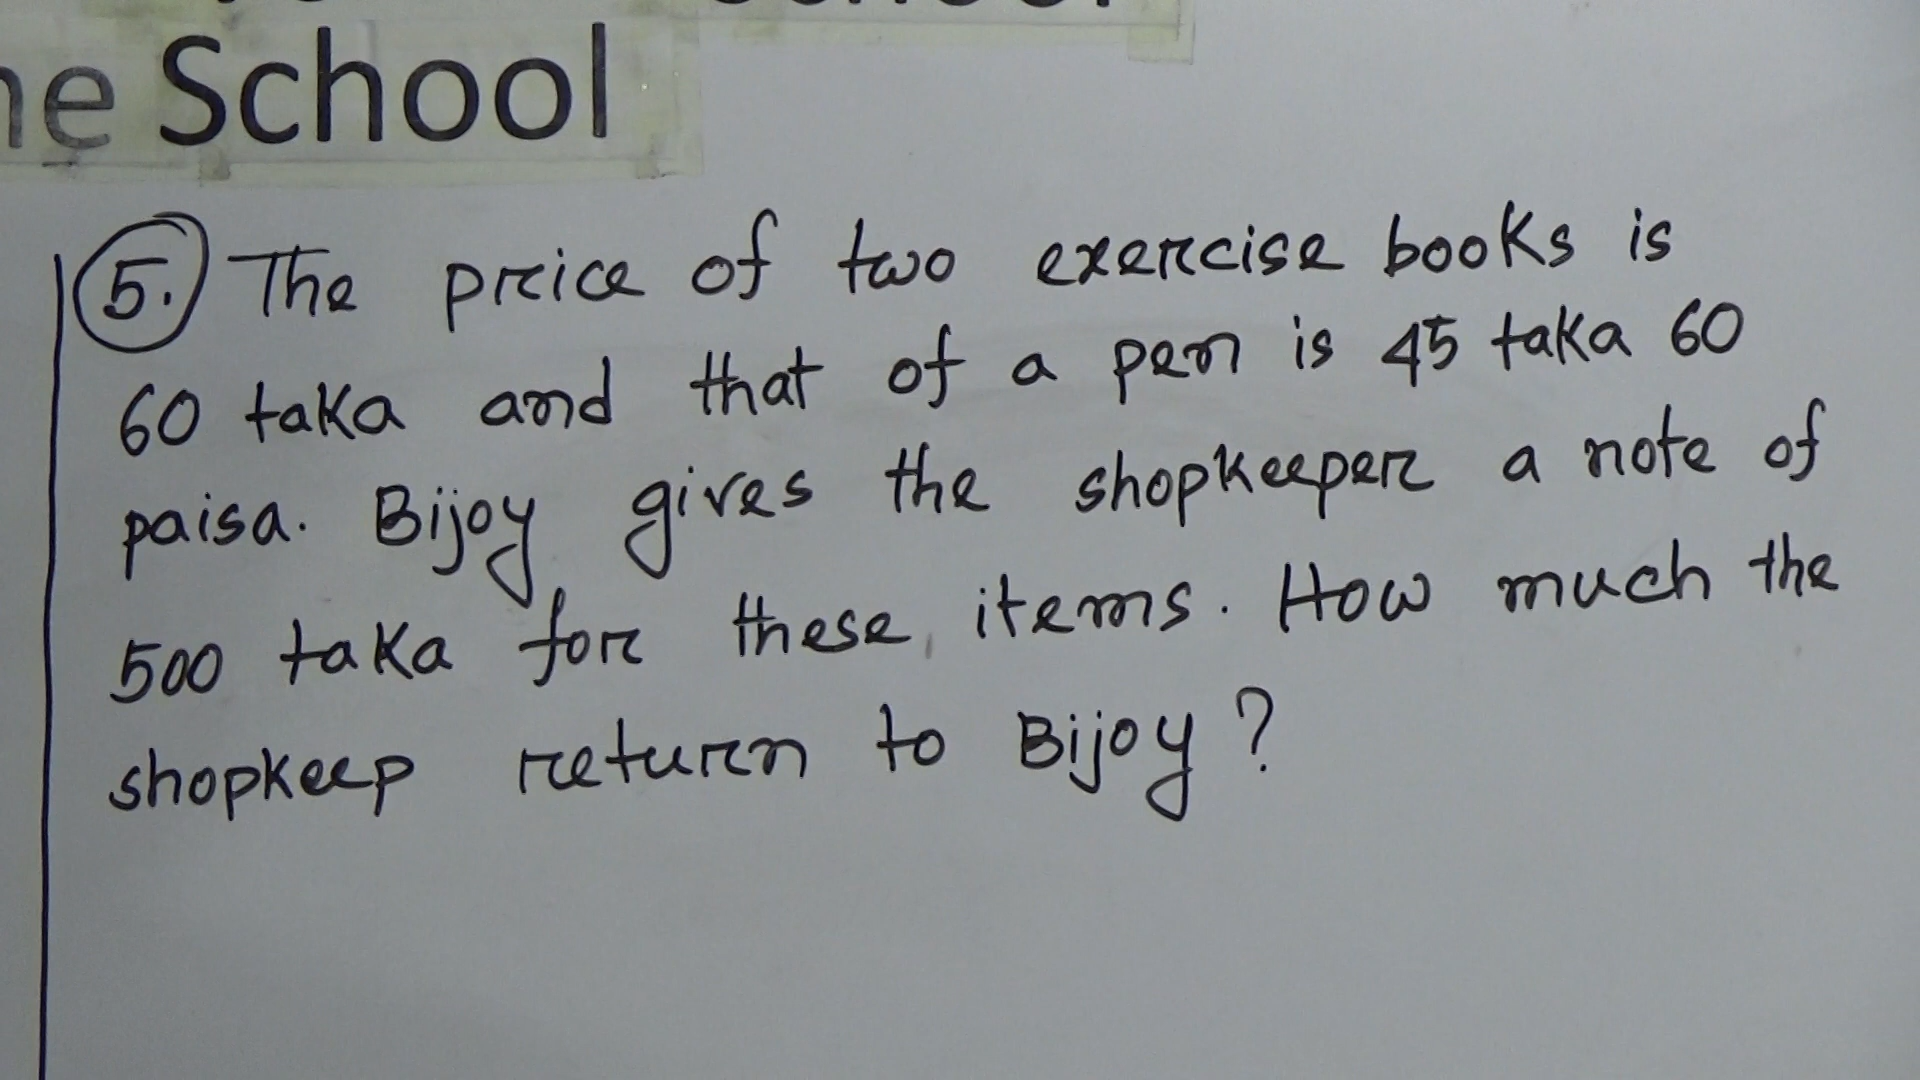 he School
5. The price of two exercise books is
60 taka and that of a pen is 45 taka 60
paisa. Bijoy gives the shopkeeper a note of
500 taka for these, items. How much the
shopkeep return to Bijoy?